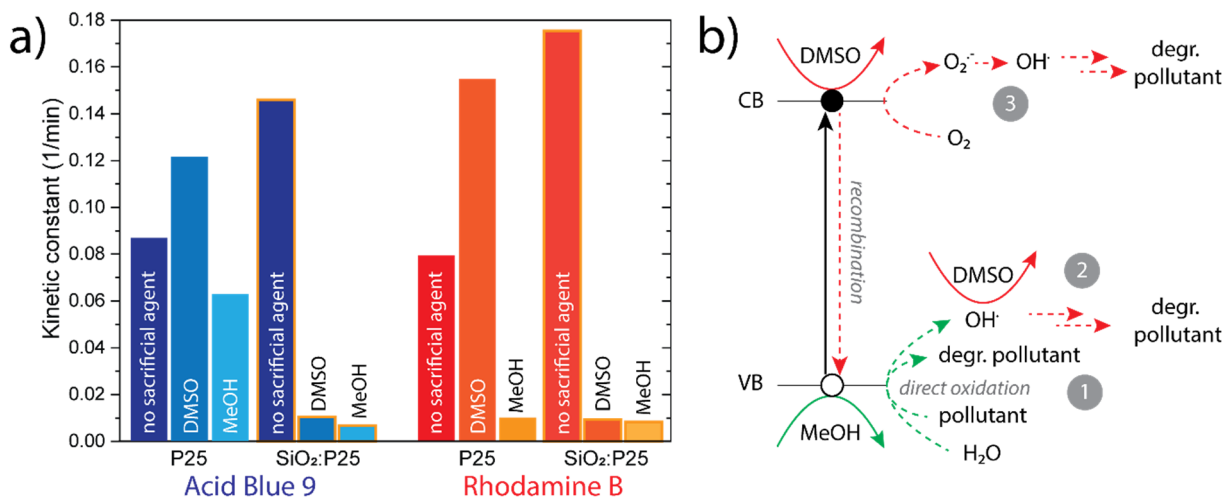 a)
Kinetic constant (1/min)
0.18
0.16
0.14
0.12
0.10
0.08
0.06
0.04
0.02
0.00
no sacrificial agent
DMSO
MeOH
no sacrificial agent
DMSO
MeOH
no sacrificial agent
DMSO
MeOH
no sacrificial agent
DMSO
MeOH
P25
SiO₂:P25
P25
SiO₂:P25
Acid Blue 9
Rhodamine B
b)
DMSO
O₂·⁻
OH·
degr.
pollutant
CB
3
O₂
recombination
DMSO
2
OH·
degr.
pollutant
degr. pollutant
VB
direct oxidation
1
pollutant
MeOH
H₂O